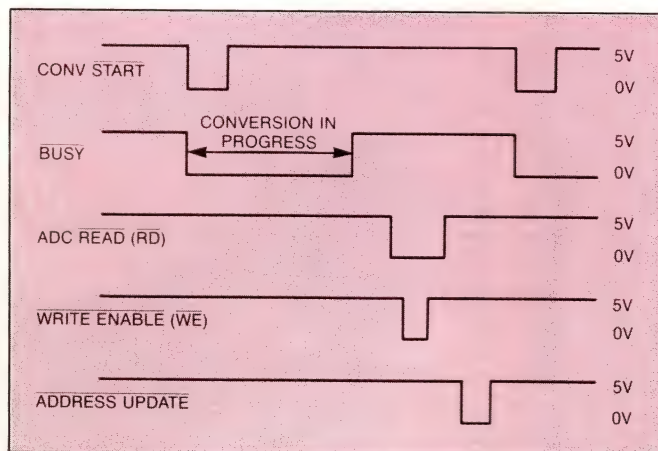 5V
CONV START
0V
CONVERSION IN
PROGRESS
5V
BUSY
0V
5V
ADC READ (RD)
0V
5V
WRITE ENABLE (WE)
0V
5V
ADDRESS UPDATE
0V